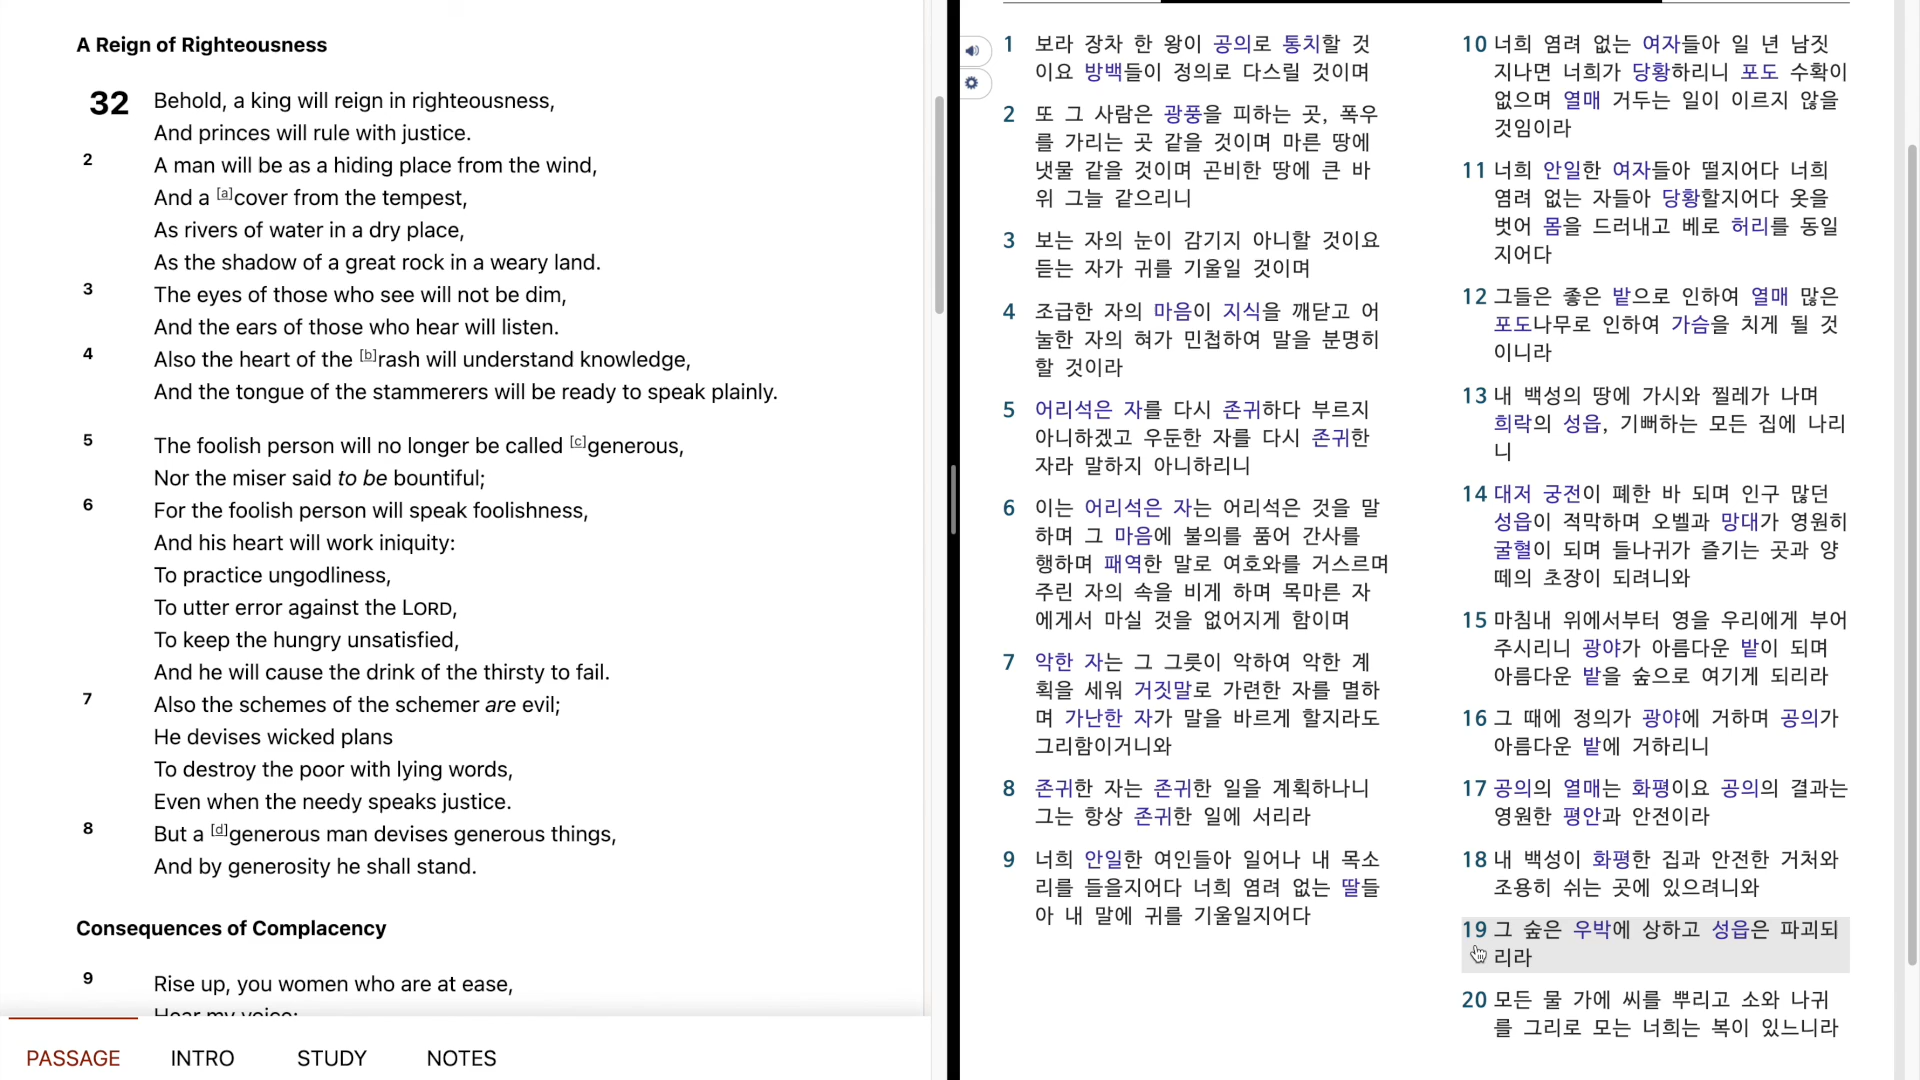 A Reign of Righteousness
32 Behold, a king will reign in righteousness,
And princes will rule with justice.
2 A man will be as a hiding place from the wind,
And a [a]cover from the tempest,
As rivers of water in a dry place,
As the shadow of a great rock in a weary land.
3 The eyes of those who see will not be dim,
And the ears of those who hear will listen.
4 Also the heart of the [b]rash will understand knowledge,
And the tongue of the stammerers will be ready to speak plainly.
5 The foolish person will no longer be called [c]generous,
Nor the miser said to be bountiful;
6 For the foolish person will speak foolishness,
And his heart will work iniquity:
To practice ungodliness,
To utter error against the LORD,
To keep the hungry unsatisfied,
And he will cause the drink of the thirsty to fail.
7 Also the schemes of the schemer are evil;
He devises wicked plans
To destroy the poor with lying words,
Even when the needy speaks justice.
8 But a [d]generous man devises generous things,
And by generosity he shall stand.
Consequences of Complacency
9 Rise up, you women who are at ease,
Hear my voice;
PASSAGE INTRO STUDY NOTES
1 보라 장차 한 왕이 공의로 통치할 것
이요 방백들이 정의로 다스릴 것이며
2 또 그 사람은 광풍을 피하는 곳, 폭우
를 가리는 곳 같을 것이며 마른 땅에
냇물 같을 것이며 곤비한 땅에 큰 바
위 그늘 같으리니
3 보는 자의 눈이 감기지 아니할 것이요
듣는 자가 귀를 기울일 것이며
4 조급한 자의 마음이 지식을 깨닫고 어
눌한 자의 혀가 민첩하여 말을 분명히
할 것이라
5 어리석은 자를 다시 존귀하다 부르지
아니하겠고 우둔한 자를 다시 존귀한
자라 말하지 아니하리니
6 이는 어리석은 자는 어리석은 것을 말
하며 그 마음에 불의를 품어 간사를
행하며 패역한 말로 여호와를 거스르며
주린 자의 속을 비게 하며 목마른 자
에게서 마실 것을 없어지게 함이며
7 악한 자는 그 그릇이 악하여 악한 계
획을 세워 거짓말로 가련한 자를 멸하
며 가난한 자가 말을 바르게 할지라도
그리함이거니와
8 존귀한 자는 존귀한 일을 계획하나니
그는 항상 존귀한 일에 서리라
9 너희 안일한 여인들아 일어나 내 목소
리를 들을지어다 너희 염려 없는 딸들
아 내 말에 귀를 기울일지어다
10 너희 염려 없는 여자들아 일 년 남짓
지나면 너희가 당황하리니 포도 수확이
없으며 열매 거두는 일이 이르지 않을
것임이라
11 너희 안일한 여자들아 떨지어다 너희
염려 없는 자들아 당황할지어다 옷을
벗어 몸을 드러내고 베로 허리를 동일
지어다
12 그들은 좋은 밭으로 인하여 열매 많은
포도나무로 인하여 가슴을 치게 될 것
이니라
13 내 백성의 땅에 가시와 찔레가 나며
희락의 성읍, 기뻐하는 모든 집에 나리
니
14 대저 궁전이 폐한 바 되며 인구 많던
성읍이 적막하며 오벨과 망대가 영원히
굴혈이 되며 들나귀가 즐기는 곳과 양
떼의 초장이 되려니와
15 마침내 위에서부터 영을 우리에게 부어
주시리니 광야가 아름다운 밭이 되며
아름다운 밭을 숲으로 여기게 되리라
16 그 때에 정의가 광야에 거하며 공의가
아름다운 밭에 거하리니
17 공의의 열매는 화평이요 공의의 결과는
영원한 평안과 안전이라
18 내 백성이 화평한 집과 안전한 거처와
조용히 쉬는 곳에 있으려니와
19 그 숲은 우박에 상하고 성읍은 파괴되
리라
20 모든 물 가에 씨를 뿌리고 소와 나귀
를 그리로 모는 너희는 복이 있느니라